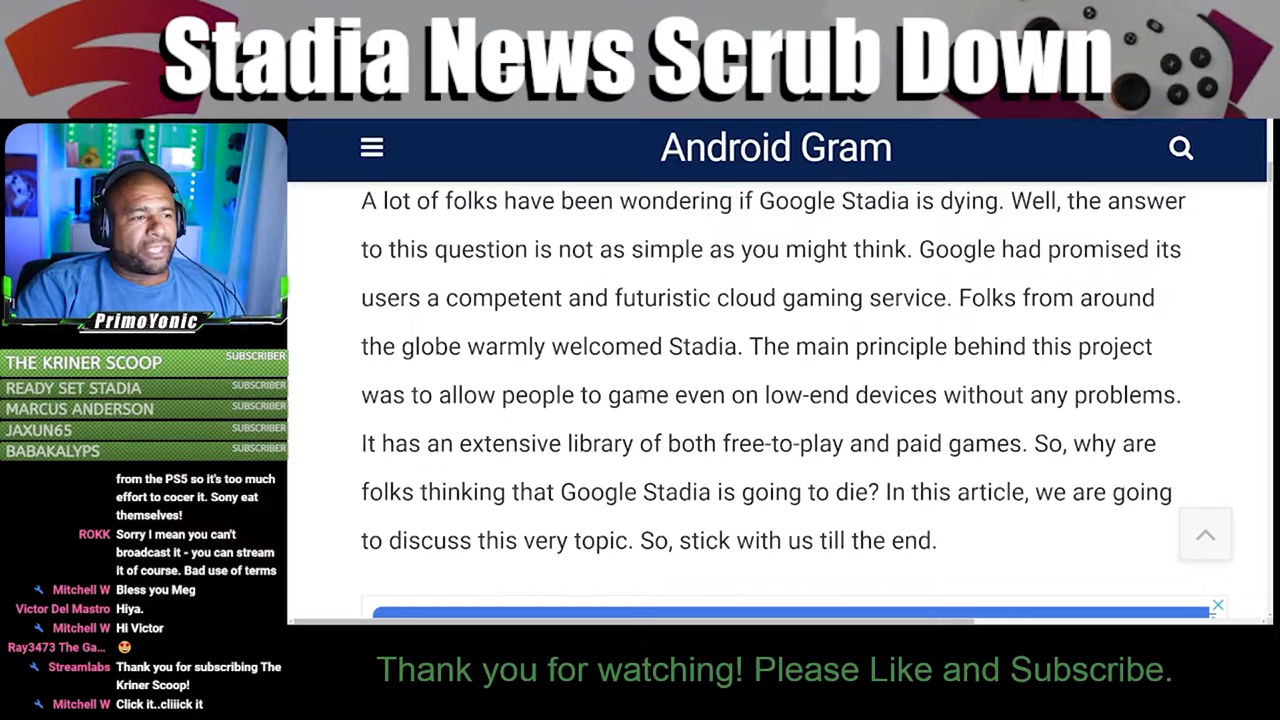 Stadia News Scrub Down
Android Gram
A lot of folks have been wondering if Google Stadia is dying. Well, the answer
to this question is not as simple as you might think. Google had promised its
users a competent and futuristic cloud gaming service. Folks from around
the globe warmly welcomed Stadia. The main principle behind this project
was to allow people to game even on low-end devices without any problems.
It has an extensive library of both free-to-play and paid games. So, why are
folks thinking that Google Stadia is going to die? In this article, we are going
to discuss this very topic. So, stick with us till the end.
PrimoYonic
THE KRINER SCOOP SUBSCRIBER
READY SET STADIA SUBSCRIBER
MARCUS ANDERSON SUBSCRIBER
JAXUN65 SUBSCRIBER
BABAKALYPS SUBSCRIBER
from the PS5 so it's too much
effort to cocer it. Sony eat
themselves!
ROKK Sorry I mean you can't
broadcast it - you can stream
it of course. Bad use of terms
Mitchell W Bless you Meg
Victor Del Mastro Hiya.
Mitchell W Hi Victor
Ray3473 The Ga... 😍
Streamlabs Thank you for subscribing The
Kriner Scoop!
Mitchell W Click it..cliiick it
Thank you for watching! Please Like and Subscribe.